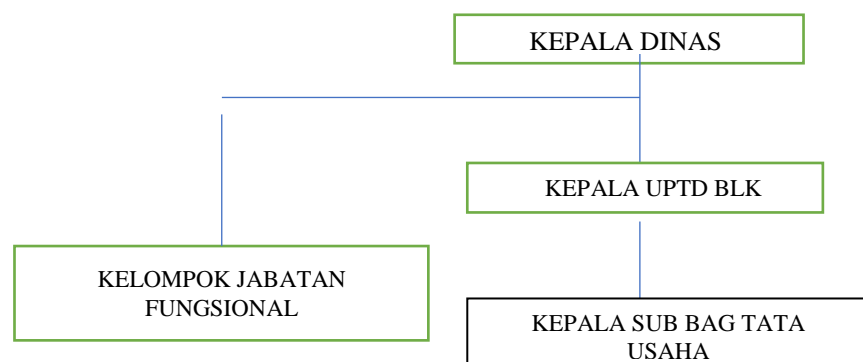 KEPALA DINAS
KEPALA UPTD BLK
KELOMPOK JABATAN
FUNGSIONAL
KEPALA SUB BAG TATA
USAHA